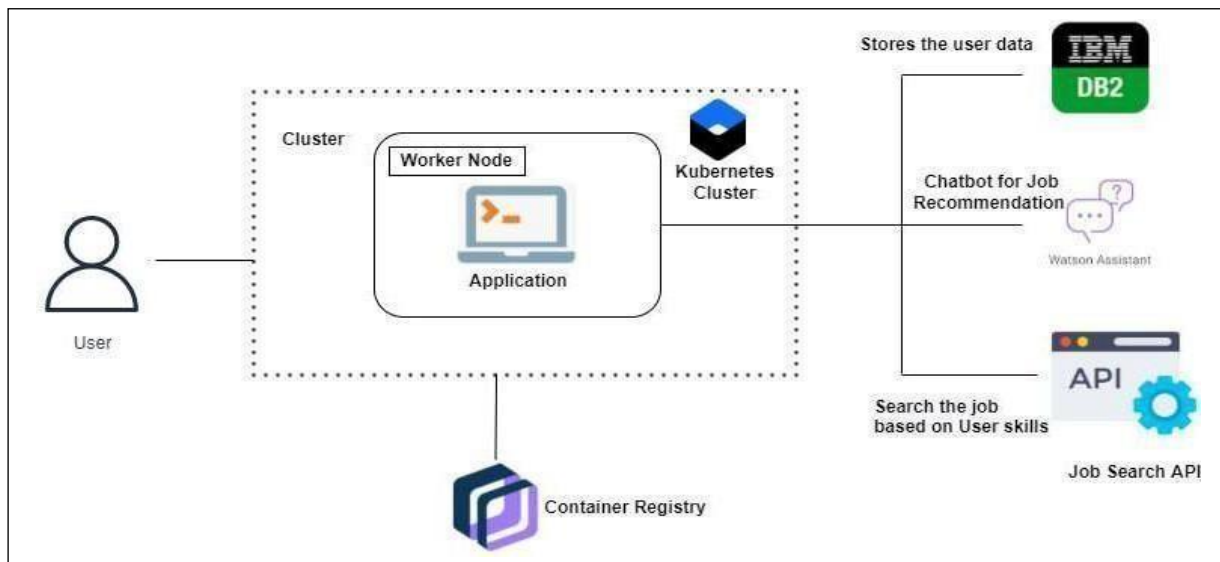 Stores the user data
IBM
DB2
Cluster
Worker Node
Kubernetes
Cluster
Application
Chatbot for Job
Recommendation
?
Watson Assistant
User
API
Search the job
based on User skills
Job Search API
Container Registry